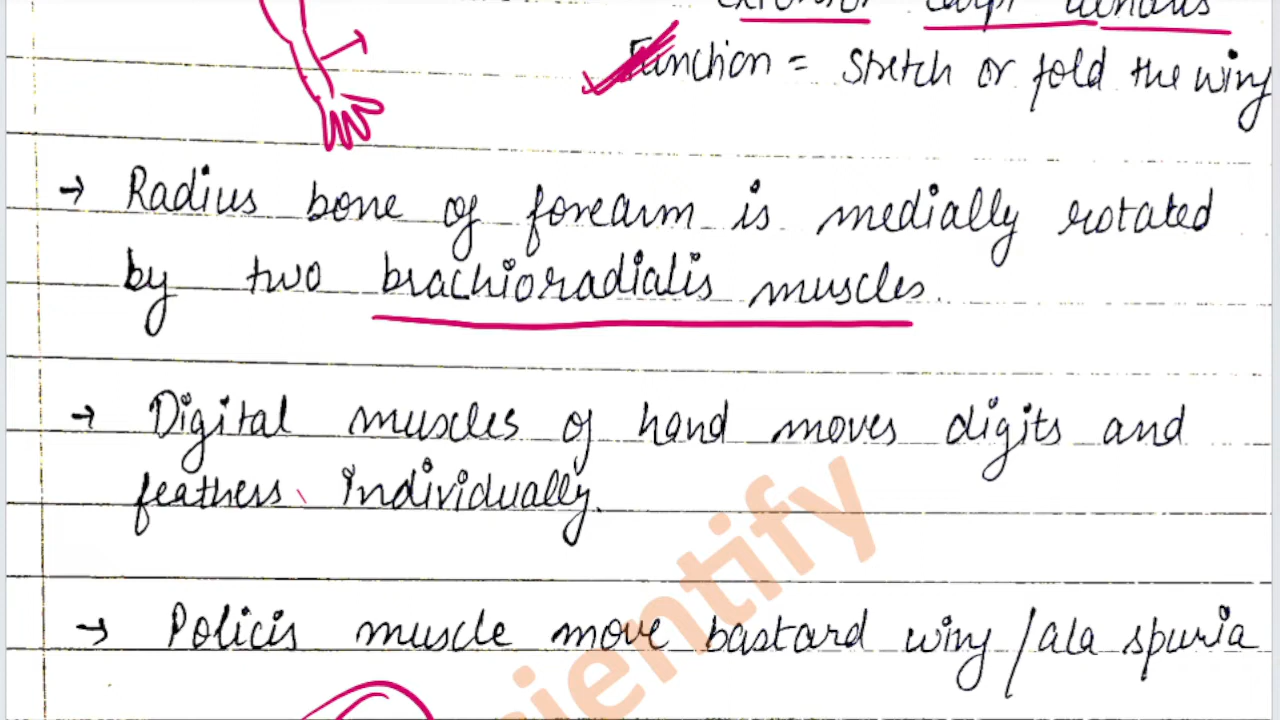 Function = Stretch or fold the wing
→ Radius bone of forearm is medially rotated
by two brachioradialis muscles.
→ Digital muscles of hand moves digits and
feathers individually.
→ Policis muscle move bastard wing / ala spuria